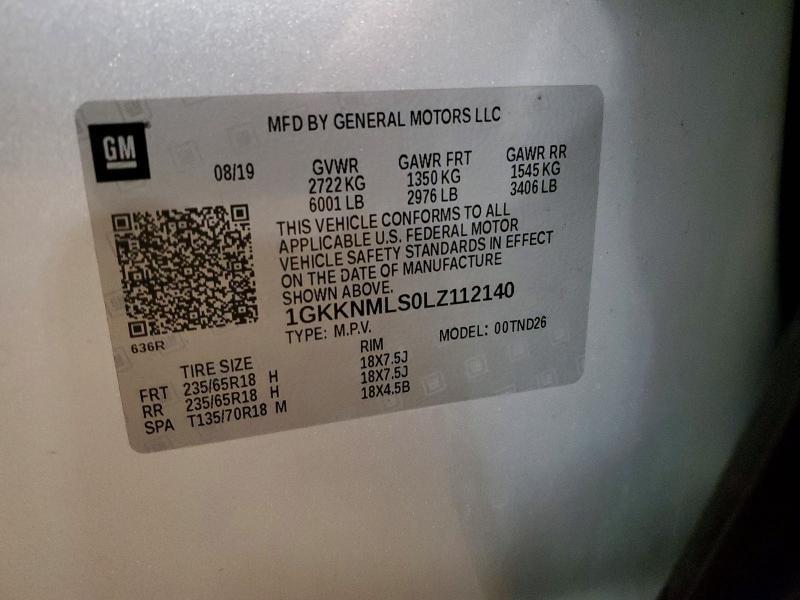 GM
MFD BY GENERAL MOTORS LLC
08/19 GVWR GAWR FRT GAWR RR
2722 KG 1350 KG 1545 KG
6001 LB 2976 LB 3406 LB
THIS VEHICLE CONFORMS TO ALL
APPLICABLE U.S. FEDERAL MOTOR
VEHICLE SAFETY STANDARDS IN EFFECT
ON THE DATE OF MANUFACTURE
SHOWN ABOVE.
1GKKNMLS0LZ112140
TYPE: M.P.V. MODEL: 00TND26
636R
TIRE SIZE RIM
FRT 235/65R18 H 18X7.5J
RR 235/65R18 H 18X7.5J
SPA T135/70R18 M 18X4.5B